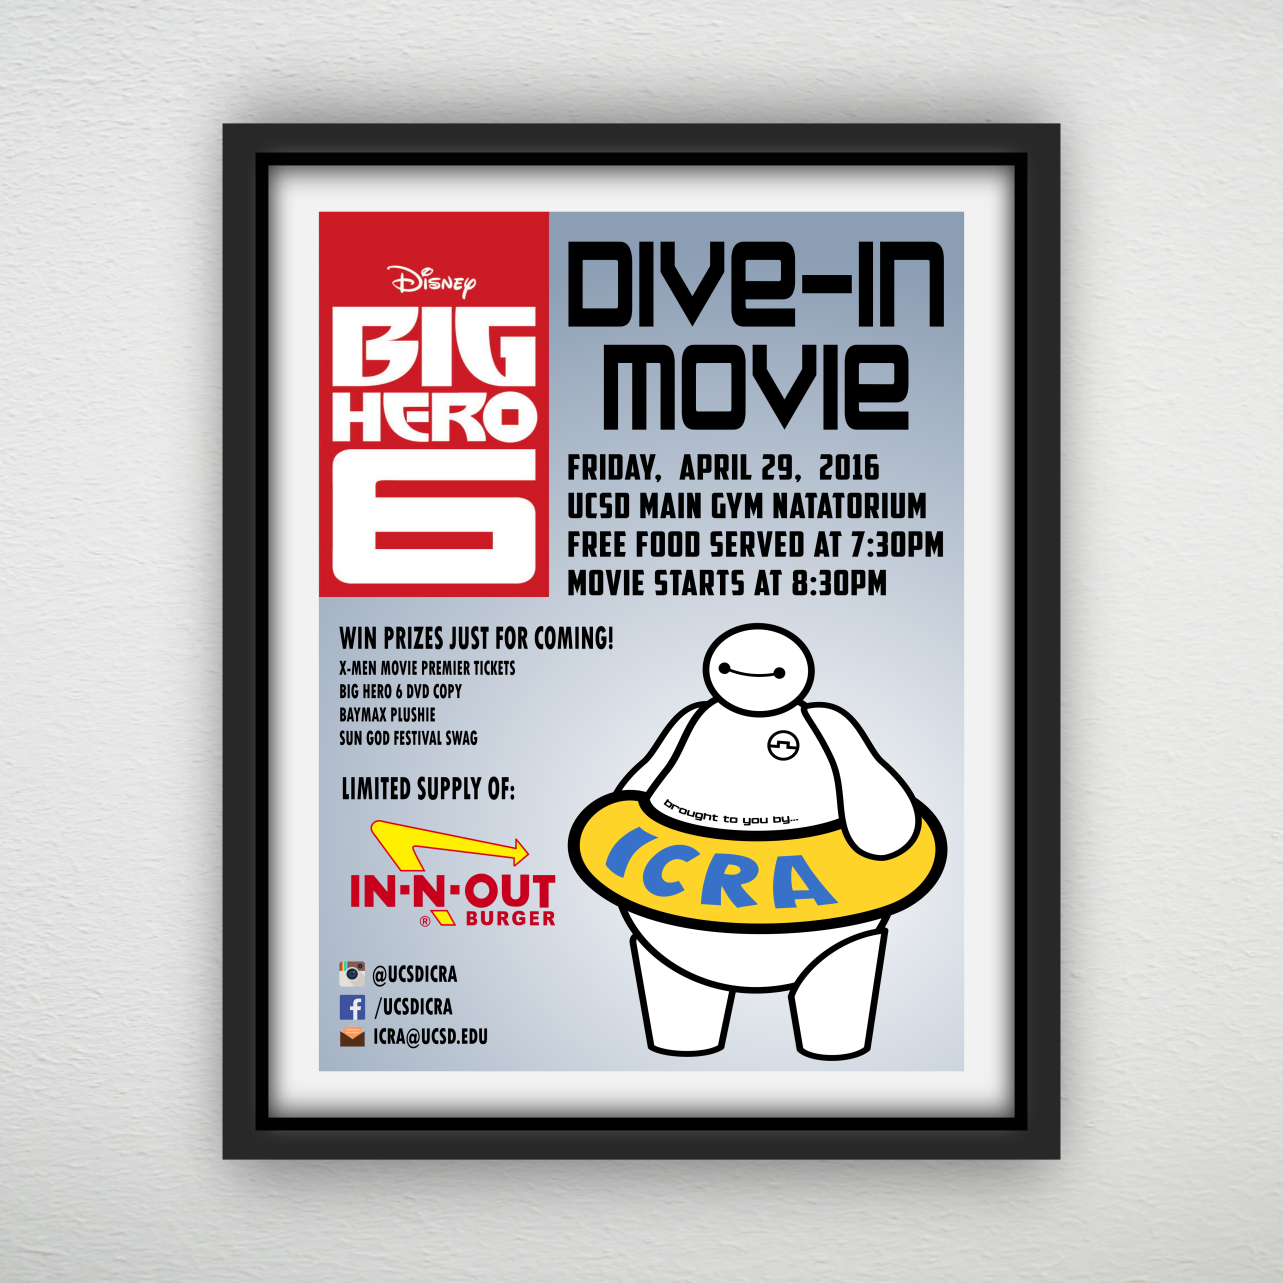 Disney
BIG
HERO
6
DIVE-IN
MOVIE
FRIDAY, APRIL 29, 2016
UCSD MAIN GYM NATATORIUM
FREE FOOD SERVED AT 7:30PM
MOVIE STARTS AT 8:30PM
WIN PRIZES JUST FOR COMING!
X-MEN MOVIE PREMIER TICKETS
BIG HERO 6 DVD COPY
BAYMAX PLUSHIE
SUN GOD FESTIVAL SWAG
LIMITED SUPPLY OF:
IN-N-OUT
® BURGER
@UCSDICRA
/UCSDICRA
ICRA@UCSD.EDU
brought to you by...
ICRA